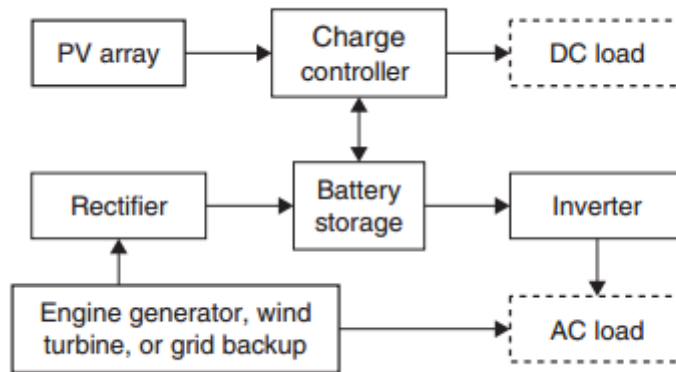 PV array
Charge
controller
DC load
Rectifier
Battery
storage
Inverter
Engine generator, wind
turbine, or grid backup
AC load